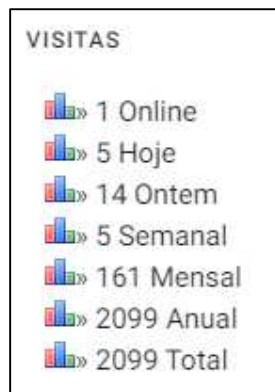 VISITAS
» 1 Online
» 5 Hoje
» 14 Ontem
» 5 Semanal
» 161 Mensal
» 2099 Anual
» 2099 Total